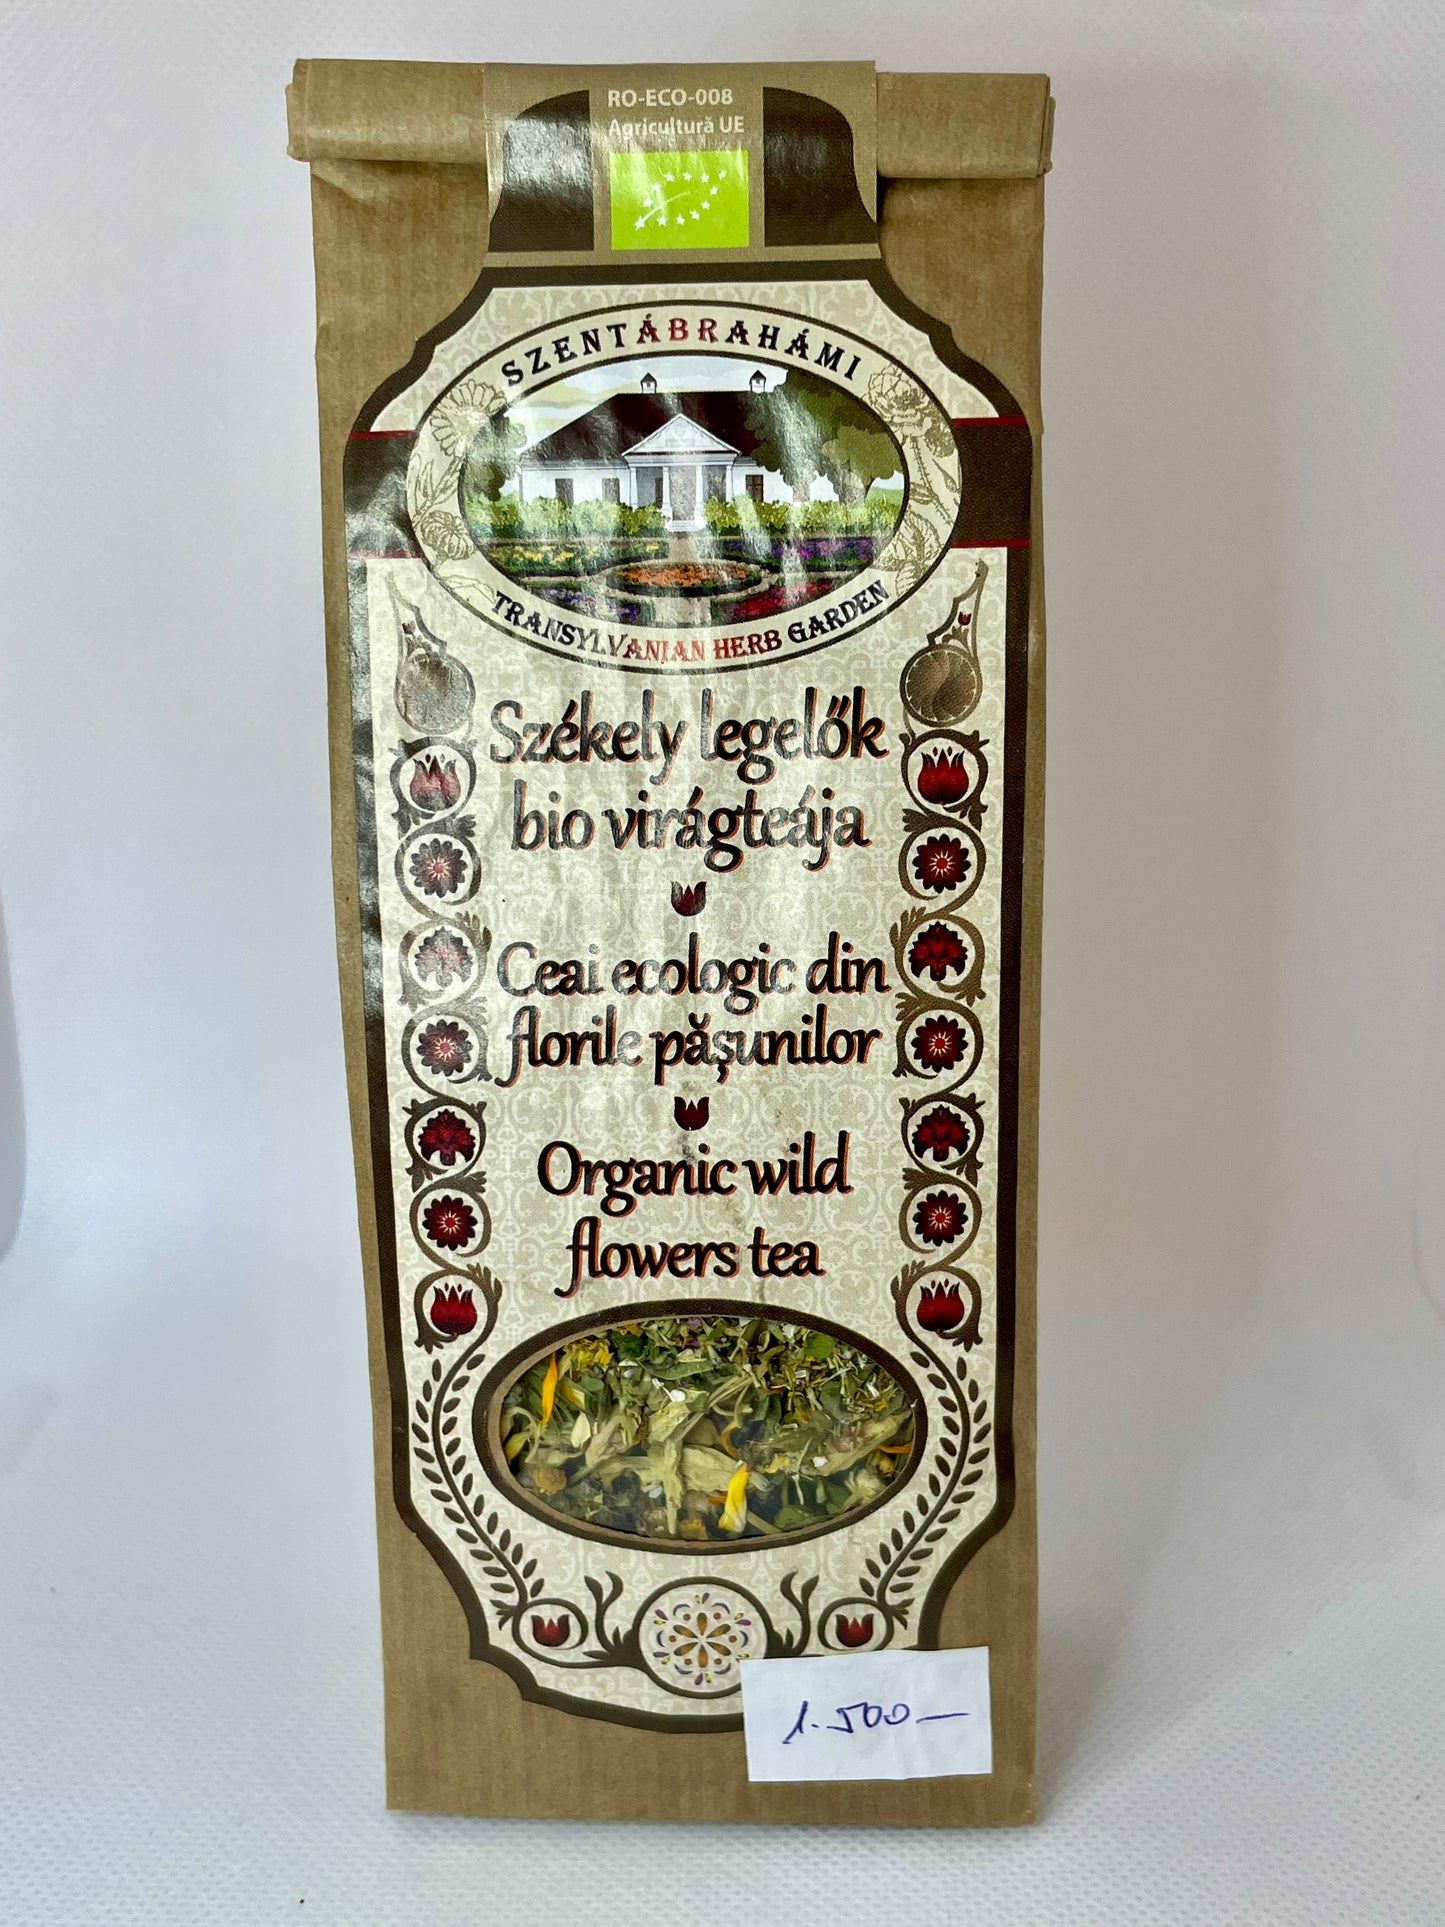 RO-ECO-008
Agricultură UE
SZENTÁBRAHÁMI
TRANSYLVANIAN HERB GARDEN
Székely legelők
bio virágteája
Ceai ecologic din
florile pășunilor
Organic wild
flowers tea
1.500—